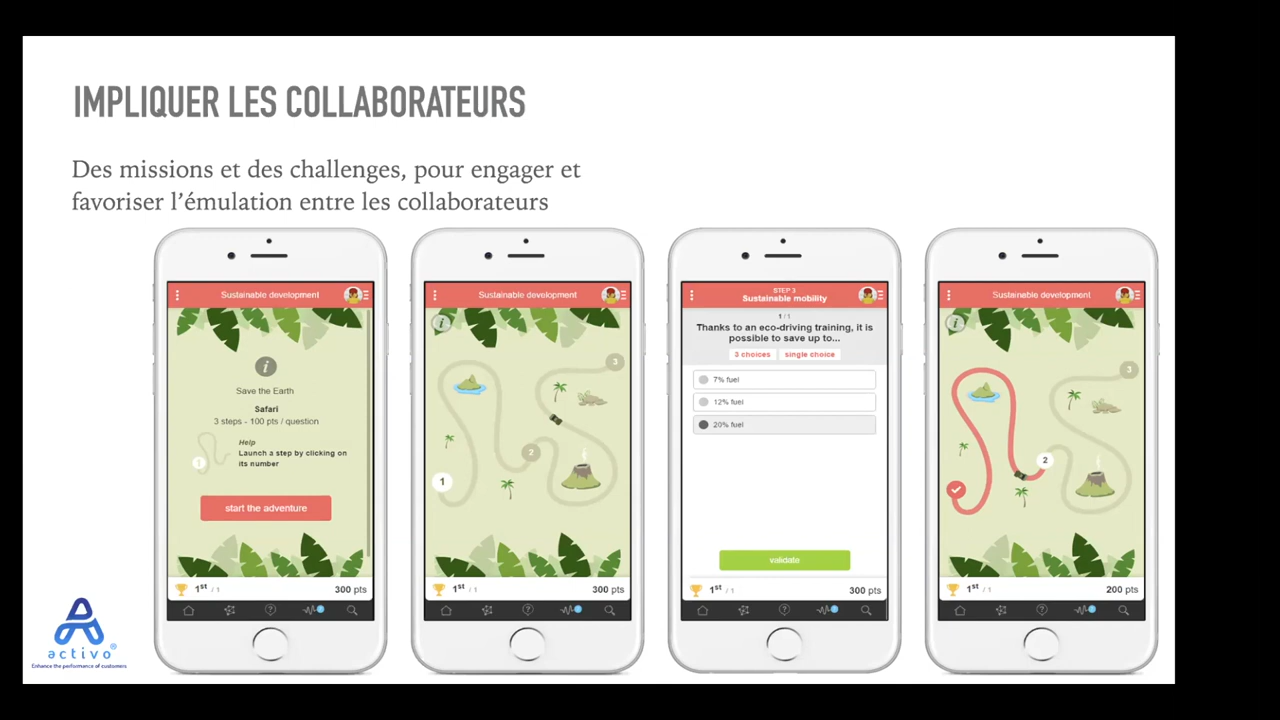 IMPLIQUER LES COLLABORATEURS
Des missions et des challenges, pour engager et
favoriser l’émulation entre les collaborateurs
Sustainable development
i
Save the Earth
Safari
3 steps - 100 pts / question
Help
Launch a step by clicking on
its number
1
start the adventure
1st / 1
300 pts
?
Sustainable development
i
3
2
1
1st / 1
300 pts
?
STEP 3
Sustainable mobility
1 / 1
Thanks to an eco-driving training, it is
possible to save up to...
3 choices
single choice
7% fuel
12% fuel
20% fuel
validate
1st / 1
300 pts
?
Sustainable development
i
3
2
1st / 1
200 pts
?
activo®
Enhance the performance of customers